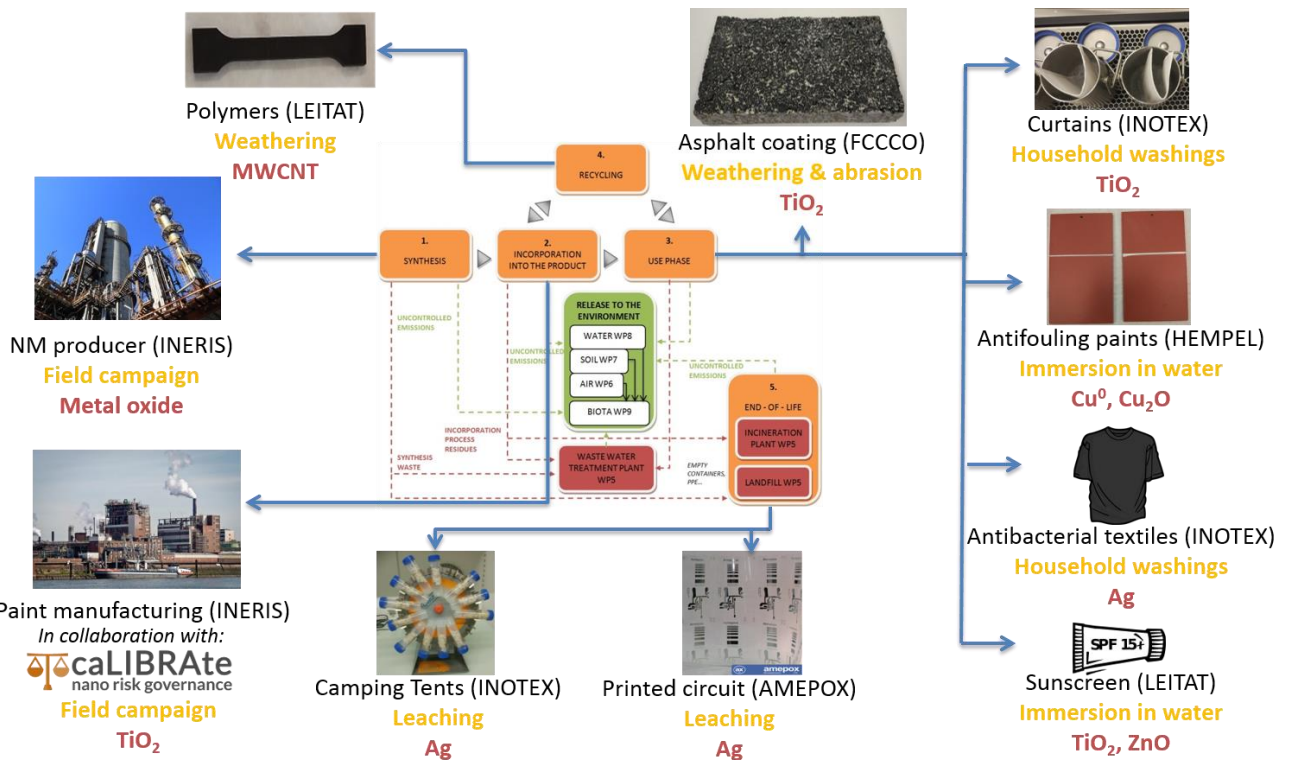 Polymers (LEITAT)
Weathering
MWCNT
Asphalt coating (FCCCO)
Weathering & abrasion
TiO₂
Curtains (INOTEX)
Household washings
TiO₂
4.
RECYCLING
1.
SYNTHESIS
2.
INCORPORATION
INTO THE PRODUCT
3.
USE PHASE
NM producer (INERIS)
Field campaign
Metal oxide
RELEASE TO THE
ENVIRONMENT
WATER WP8
SOIL WP7
AIR WP6
BIOTA WP9
UNCONTROLLED
EMISSIONS
UNCONTROLLED
EMISSIONS
UNCONTROLLED
EMISSIONS
Antifouling paints (HEMPEL)
Immersion in water
Cu⁰, Cu₂O
5.
END - OF - LIFE
INCINERATION
PLANT WP5
LANDFILL WP5
INCORPORATION
PROCESS
RESIDUES
SYNTHESIS
WASTE
WASTE WATER
TREATMENT PLANT
WP5
EMPTY
CONTAINERS,
PPE...
Antibacterial textiles (INOTEX)
Household washings
Ag
Paint manufacturing (INERIS)
In collaboration with:
caLIBRAte
nano risk governance
Field campaign
TiO₂
Camping Tents (INOTEX)
Leaching
Ag
amepox
Printed circuit (AMEPOX)
Leaching
Ag
SPF 15+
Sunscreen (LEITAT)
Immersion in water
TiO₂, ZnO